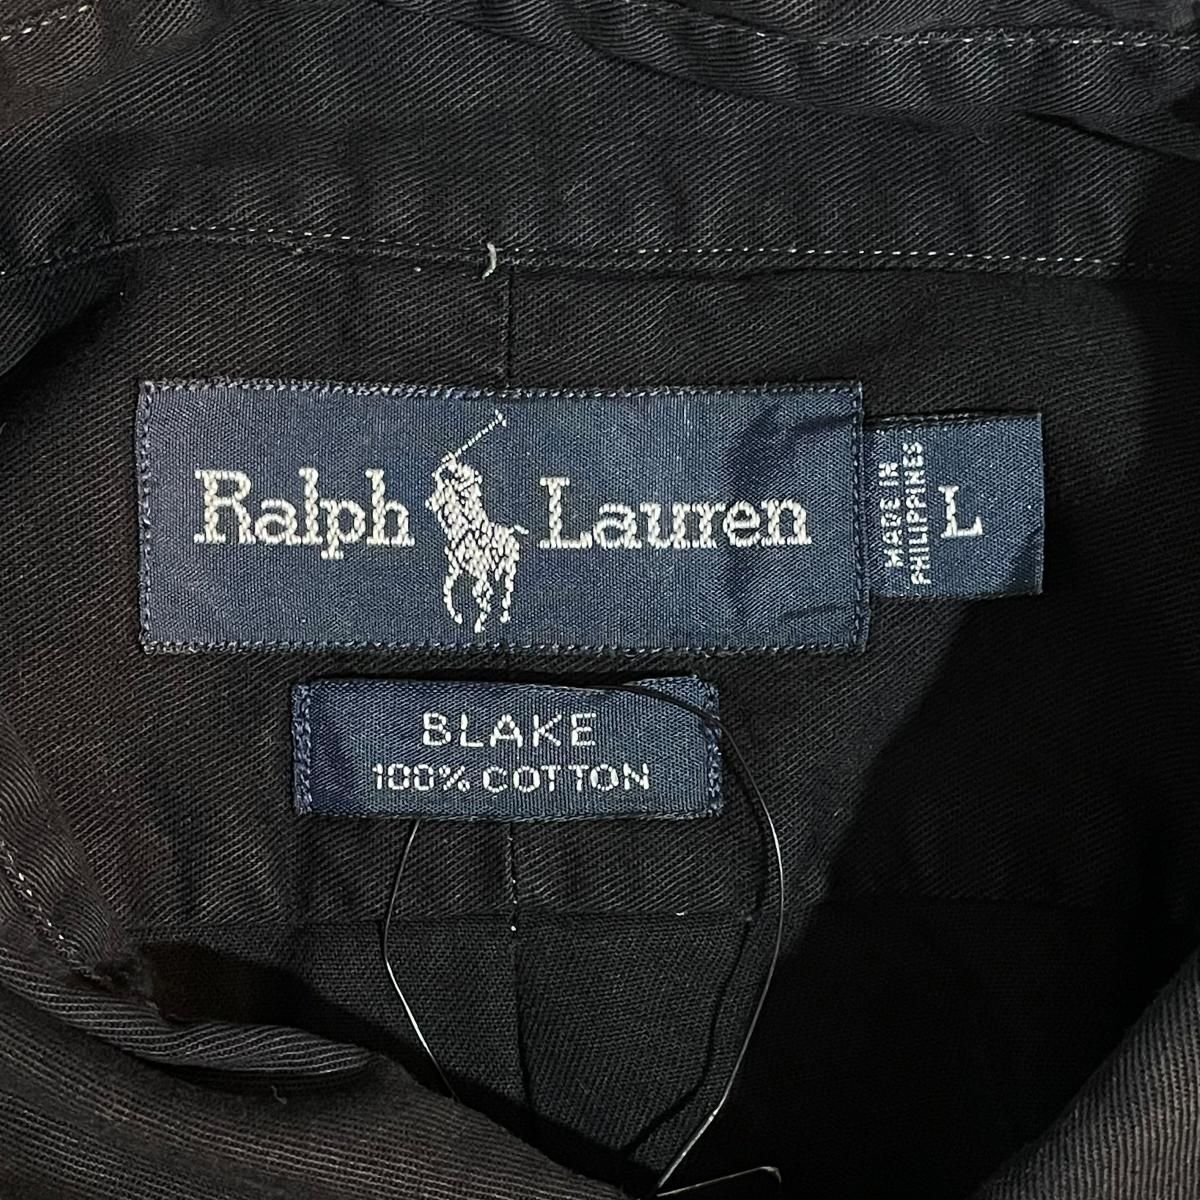 Ralph Lauren
MADE IN
PHILIPPINES
L
BLAKE
100% COTTON